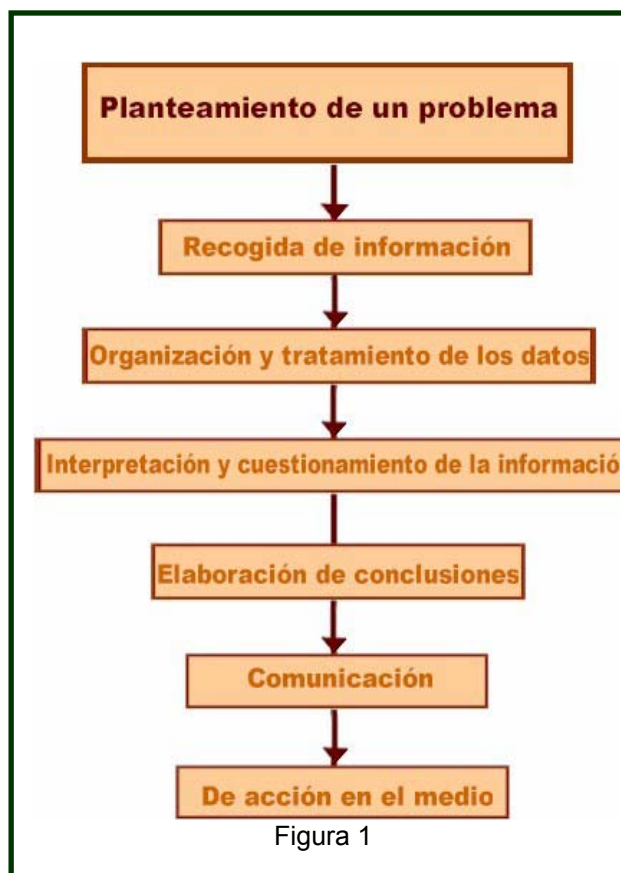 Planteamiento de un problema
Recogida de información
Organización y tratamiento de los datos
Interpretación y cuestionamiento de la informació
Elaboración de conclusiones
Comunicación
De acción en el medio
Figura 1